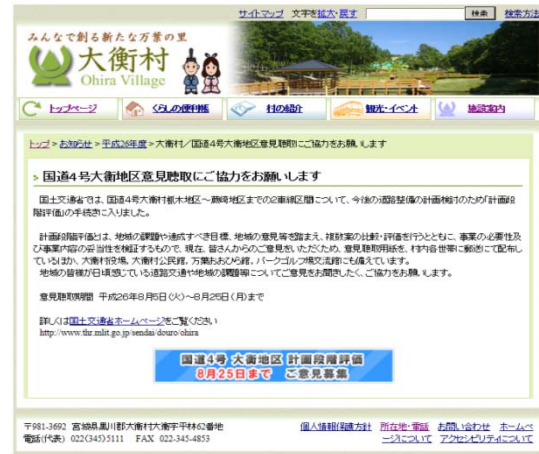 サイトマップ 文字を拡大・戻す 検索 検索方法
みんなで創る新たな万葉の里
大衡村
Ohira Village
トップページ くらしの便利帳 村の紹介 観光・イベント 施設案内
トップ > お知らせ > 平成26年度 > 大衡村/国道4号大衡地区意見聴取にご協力をお願いします
国道4号大衡地区意見聴取にご協力をお願いします
国土交通省では、国道4号大衡村楳木地区～蕨崎地区までの2車線区間について、今後の道路整備の計画検討のため「計画段
階評価」の手続きに入りました。
計画段階評価とは、地域の課題や達成すべき目標、地域の意見等を踏まえ、複数案の比較・評価を行うとともに、事業の必要性及
び事業内容の妥当性を検証するもので、現在、皆さんからのご意見をいただくため、意見聴取用紙を、村内各世帯に郵送にて配布し
ているほか、大衡村役場、大衡村公民館、万葉おおひら館、パークゴルフ場交流館にも備えています。
地域の皆様が日頃感じている道路交通や地域の課題等についてご意見をお聞きしたく、ご協力をお願いします。
意見聴取期間 平成26年8月5日(火)～8月25日(月)まで
詳しくは国土交通省ホームページをご覧ください
http://www.thr.mlit.go.jp/sendai/douro/ohira
国道4号 大衡地区 計画段階評価
8月25日まで ご意見募集
〒981-3692 宮城県黒川郡大衡村大衡字平林62番地
電話(代表) 022(345)5111 FAX 022-345-4853
個人情報保護方針 所在地・電話 お問い合わせ ホームペ
ージについて アクセシビリティについて